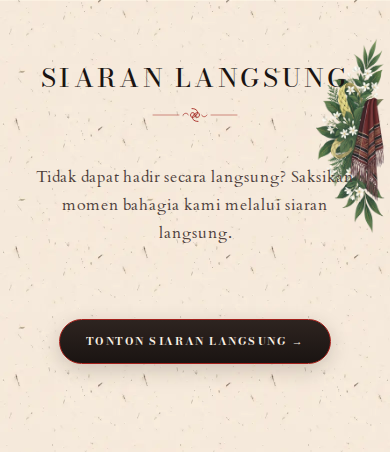 SIARAN LANGSUNG
Tidak dapat hadir secara langsung? Saksikan
momen bahagia kami melalui siaran
langsung.
TONTON SIARAN LANGSUNG →